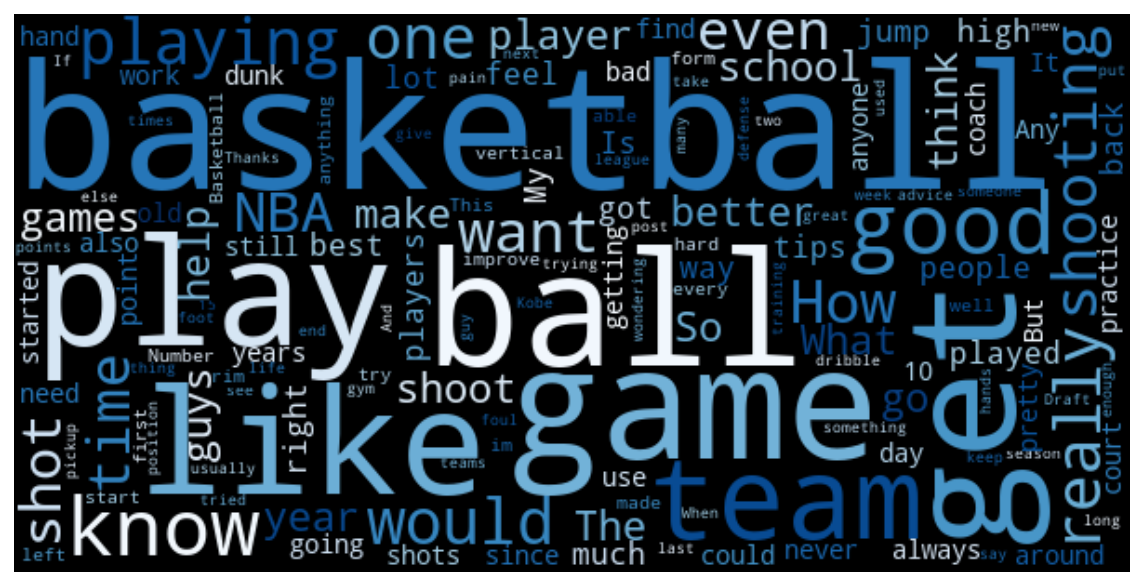 hand
If
playing
one
player
find
even
jump
high
new
work
dunk
lot
feel
pain
form
bad
take
next
school
think
coach
It
put
basketball
shooting
times
Basketball
Thanks
anything
give
able
Is
league
many
defense
two
anyone
used
Any
back
vertical
My
else
old
games
NBA
make
This
want
got
post
better
great
week
advice
someone
good
points
also
help
still
best
players
improve
trying
getting
hard
way
tips
people
practice
started
points
play
ball
foot
end
And
Kobe
guy
wondering
every
So
training
How
What
well
But
get
really
Number
years
thing
rim
life
see
try
gym
shoot
dribble
10
played
need
time
first
position
guys
right
like
game
foul
im
go
pretty
hands
Draft
enough
court
shot
pickup
usually
teams
something
day
keep
season
start
tried
use
made
team
know
year
would
The
When
long
left
going
shots
since
much
last
could
never
always
say
around